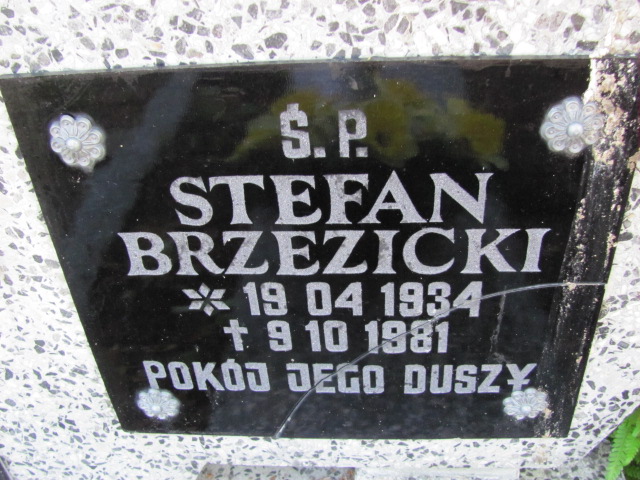 Ś.P.
STEFAN
BRZEZICKI
* 19 04 1934
† 9 10 1981
POKÓJ JEGO DUSZY